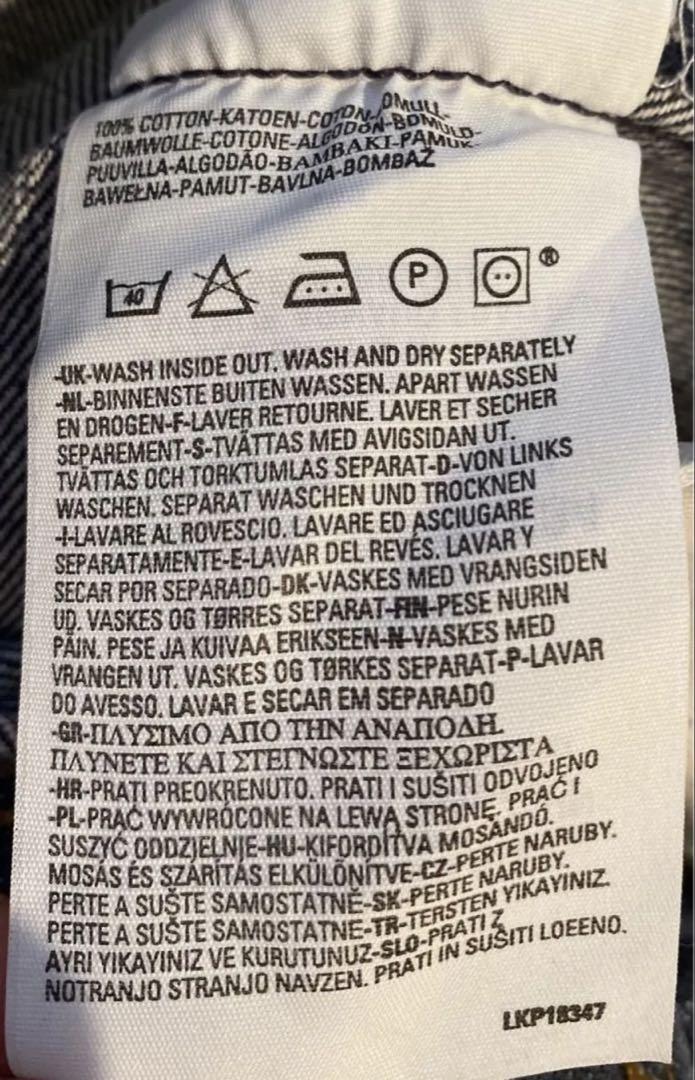 100% COTTON-KATOEN-COTON-OMULL-
BAUMWOLLE-COTONE-ALGODÓN-BOMULD-
PUUVILLA-ALGODÃO-BAMBAKI-PAMUK-
BAWEŁNA-PAMUT-BAVLNA-BOMBAŽ
40 P ®
-UK-WASH INSIDE OUT. WASH AND DRY SEPARATELY
-NL-BINNENSTE BUITEN WASSEN. APART WASSEN
EN DROGEN-F-LAVER RETOURNE. LAVER ET SECHER
SEPAREMENT-S-TVÄTTAS MED AVIGSIDAN UT.
TVÄTTAS OCH TORKTUMLAS SEPARAT-D-VON LINKS
WASCHEN. SEPARAT WASCHEN UND TROCKNEN
-I-LAVARE AL ROVESCIO. LAVARE ED ASCIUGARE
SEPARATAMENTE-E-LAVAR DEL REVÉS. LAVAR Y
SECAR POR SEPARADO-DK-VASKES MED VRANGSIDEN
UD. VASKES OG TØRRES SEPARAT-FIN-PESE NURIN
PÄIN. PESE JA KUIVAA ERIKSEEN-N-VASKES MED
VRANGEN UT. VASKES OG TØRKES SEPARAT-P-LAVAR
DO AVESSO. LAVAR E SECAR EM SEPARADO
-GR-ΠΛΥΣΙΜΟ ΑΠΟ ΤΗΝ ΑΝΑΠΟΔΗ.
ΠΛΥΝΕΤΕ ΚΑΙ ΣΤΕΓΝΩΣΤΕ ΞΕΧΩΡΙΣΤΑ
-HR-PRATI PREOKRENUTO. PRATI I SUŠITI ODVOJENO
-PL-PRAĆ WYWRÓCONE NA LEWĄ STRONĘ. PRAĆ I
SUSZYĆ ODDZJELNJE-HU-KIFORDÍTVA MOSANDÓ.
MOSÁS ÉS SZÁRÍTÁS ELKÜLÖNÍTVE-CZ-PERTE NARUBY.
PERTE A SUŠTE SAMOSTATNĚ-SK-PERTE NARUBY.
PERTE A SUŠTE SAMOSTATNE-TR-TERSTEN YIKAYINIZ.
AYRI YIKAYINIZ VE KURUTUNUZ-SLO-PRATI Z
NOTRANJO STRANJO NAVZEN. PRATI IN SUŠITI LOEENO.
LKP18347